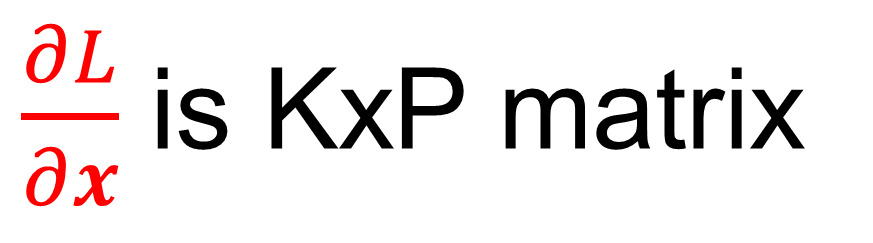 ∂L/∂x is KxP matrix